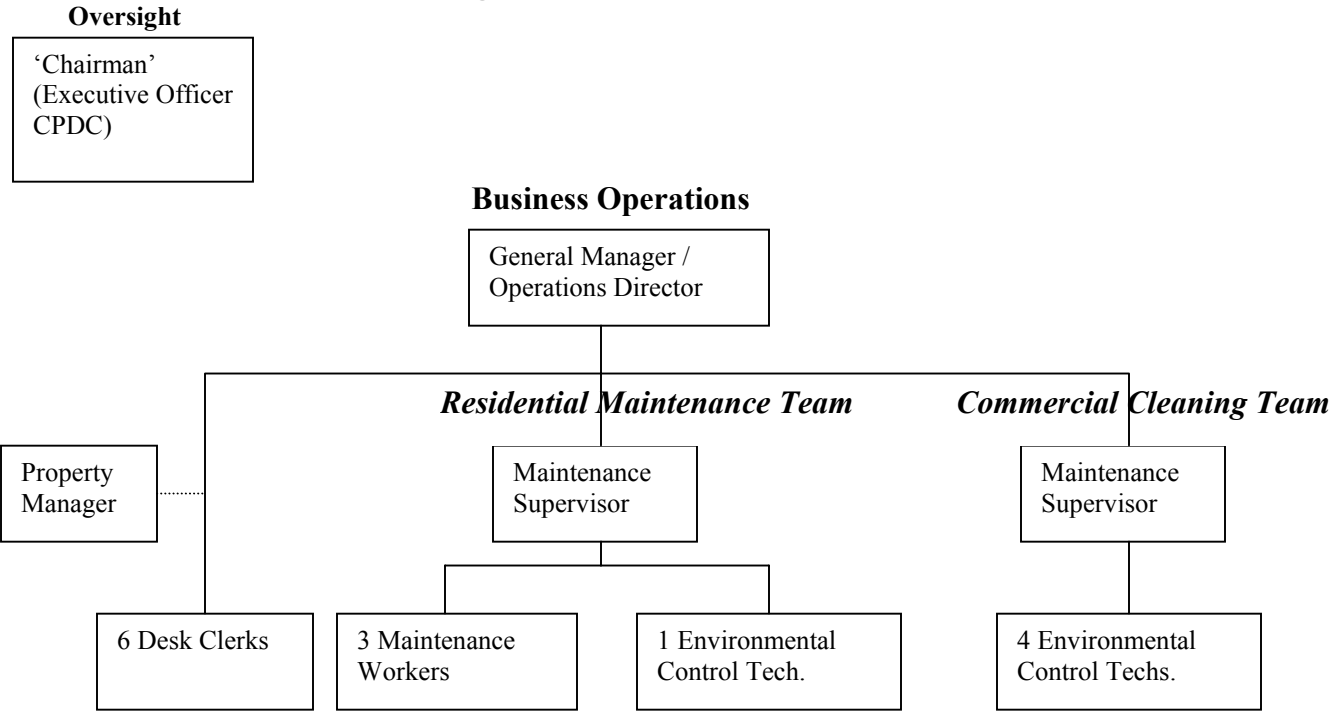 Oversight
‘Chairman’
(Executive Officer
CPDC)
Business Operations
General Manager /
Operations Director
Residential Maintenance Team
Commercial Cleaning Team
Property
Manager
Maintenance
Supervisor
Maintenance
Supervisor
6 Desk Clerks
3 Maintenance
Workers
1 Environmental
Control Tech.
4 Environmental
Control Techs.